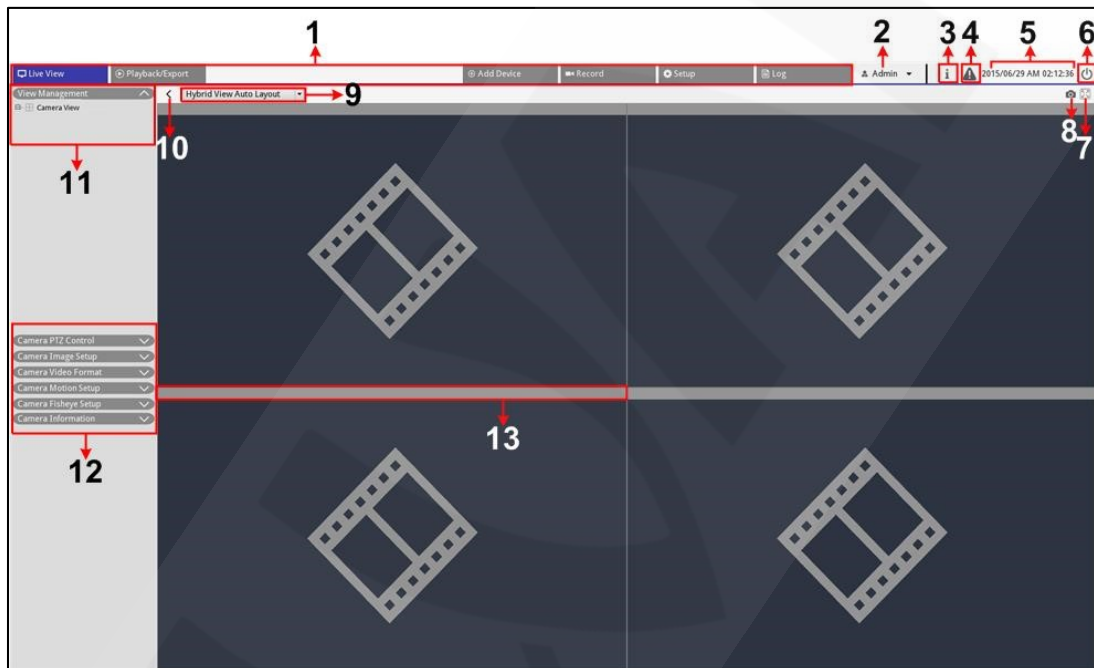 1
2
3
4
5
6
Live View
Playback/Export
Add Device
Record
Setup
Log
Admin
i
2015/06/29 AM 02:12:36
View Management
Camera View
Hybrid View Auto Layout
9
10
8
7
11
Camera PTZ Control
Camera Image Setup
Camera Video Format
Camera Motion Setup
Camera Fisheye Setup
Camera Information
12
13